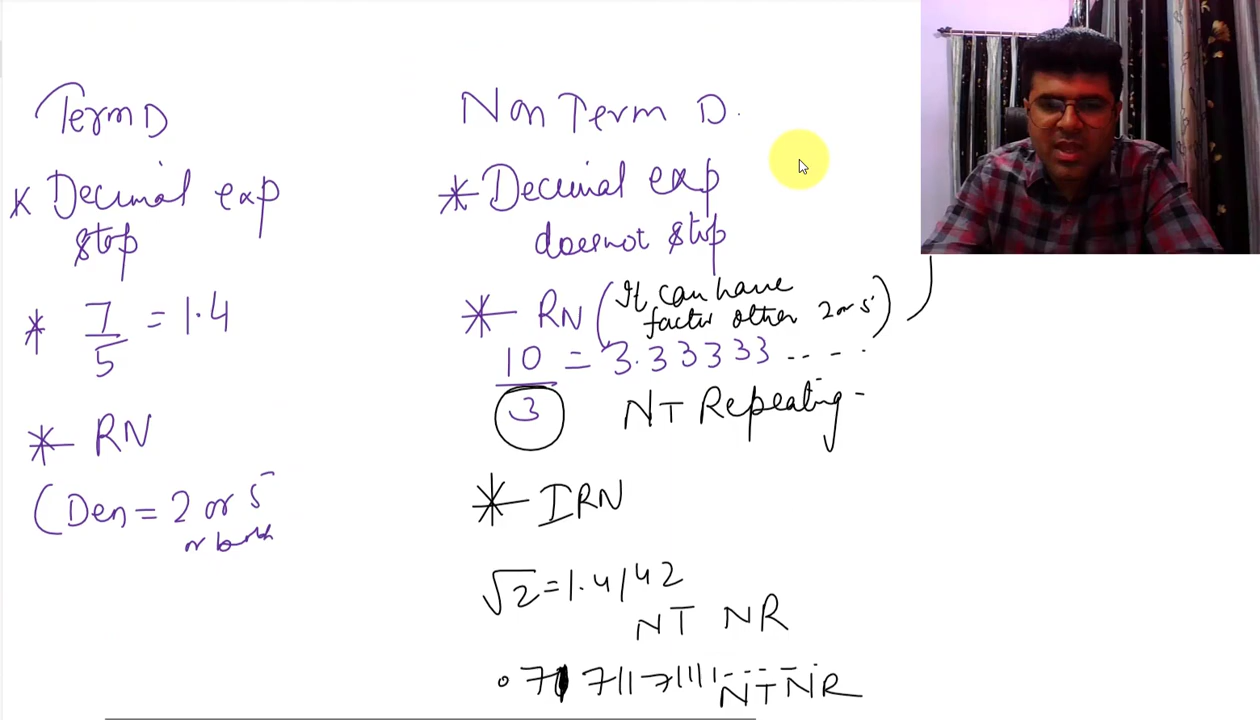 Term D
* Decimal exp
stop
* 7/5 = 1.4
* RN
(Den = 2 or 5
or both
Non Term D.
* Decimal exp
doesnot stop
* RN (It can have
factor other 2 or 5)
10/3 = 3.33333 .....
NT Repeating -
* IRN
√2 = 1.4142
NT NR
NT NR